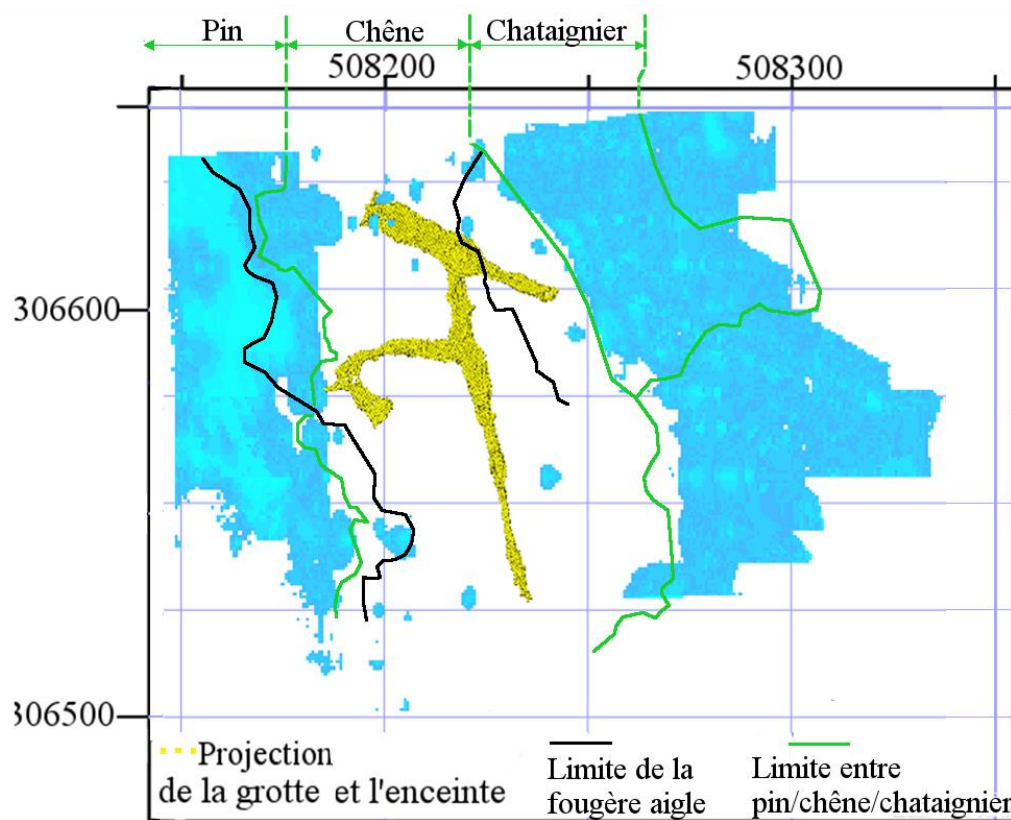 Pin Chêne Chataignier
508200 508300
306600
306500
Projection
de la grotte et l'enceinte
Limite de la
fougère aigle
Limite entre
pin/chêne/chataignier